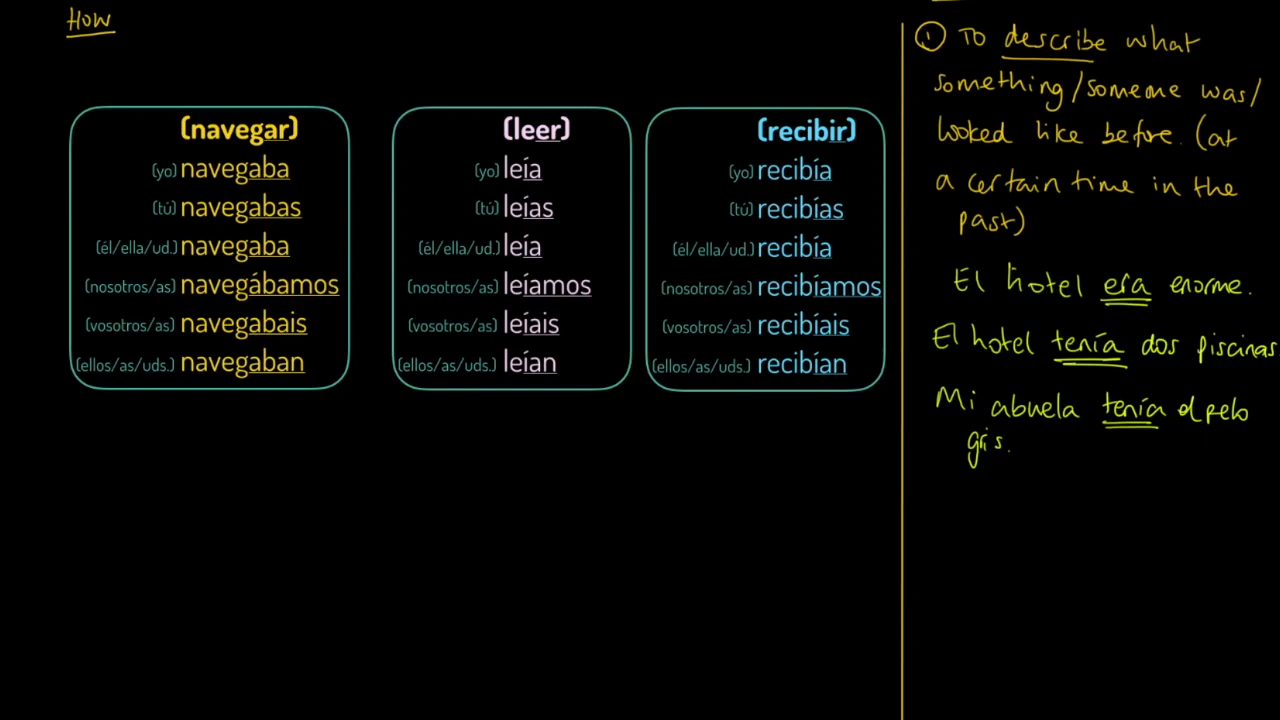 How
(navegar)
(yo) navegaba
(tú) navegabas
(él/ella/ud.) navegaba
(nosotros/as) navegábamos
(vosotros/as) navegabais
(ellos/as/uds.) navegaban
(leer)
(yo) leía
(tú) leías
(él/ella/ud.) leía
(nosotros/as) leíamos
(vosotros/as) leíais
(ellos/as/uds.) leían
(recibir)
(yo) recibía
(tú) recibías
(él/ella/ud.) recibía
(nosotros/as) recibíamos
(vosotros/as) recibíais
(ellos/as/uds.) recibían
① To describe what
something/someone was/
looked like before. (at
a certain time in the
past)
El hotel era enorme.
El hotel tenía dos piscinas
Mi abuela tenía el pelo
gris.